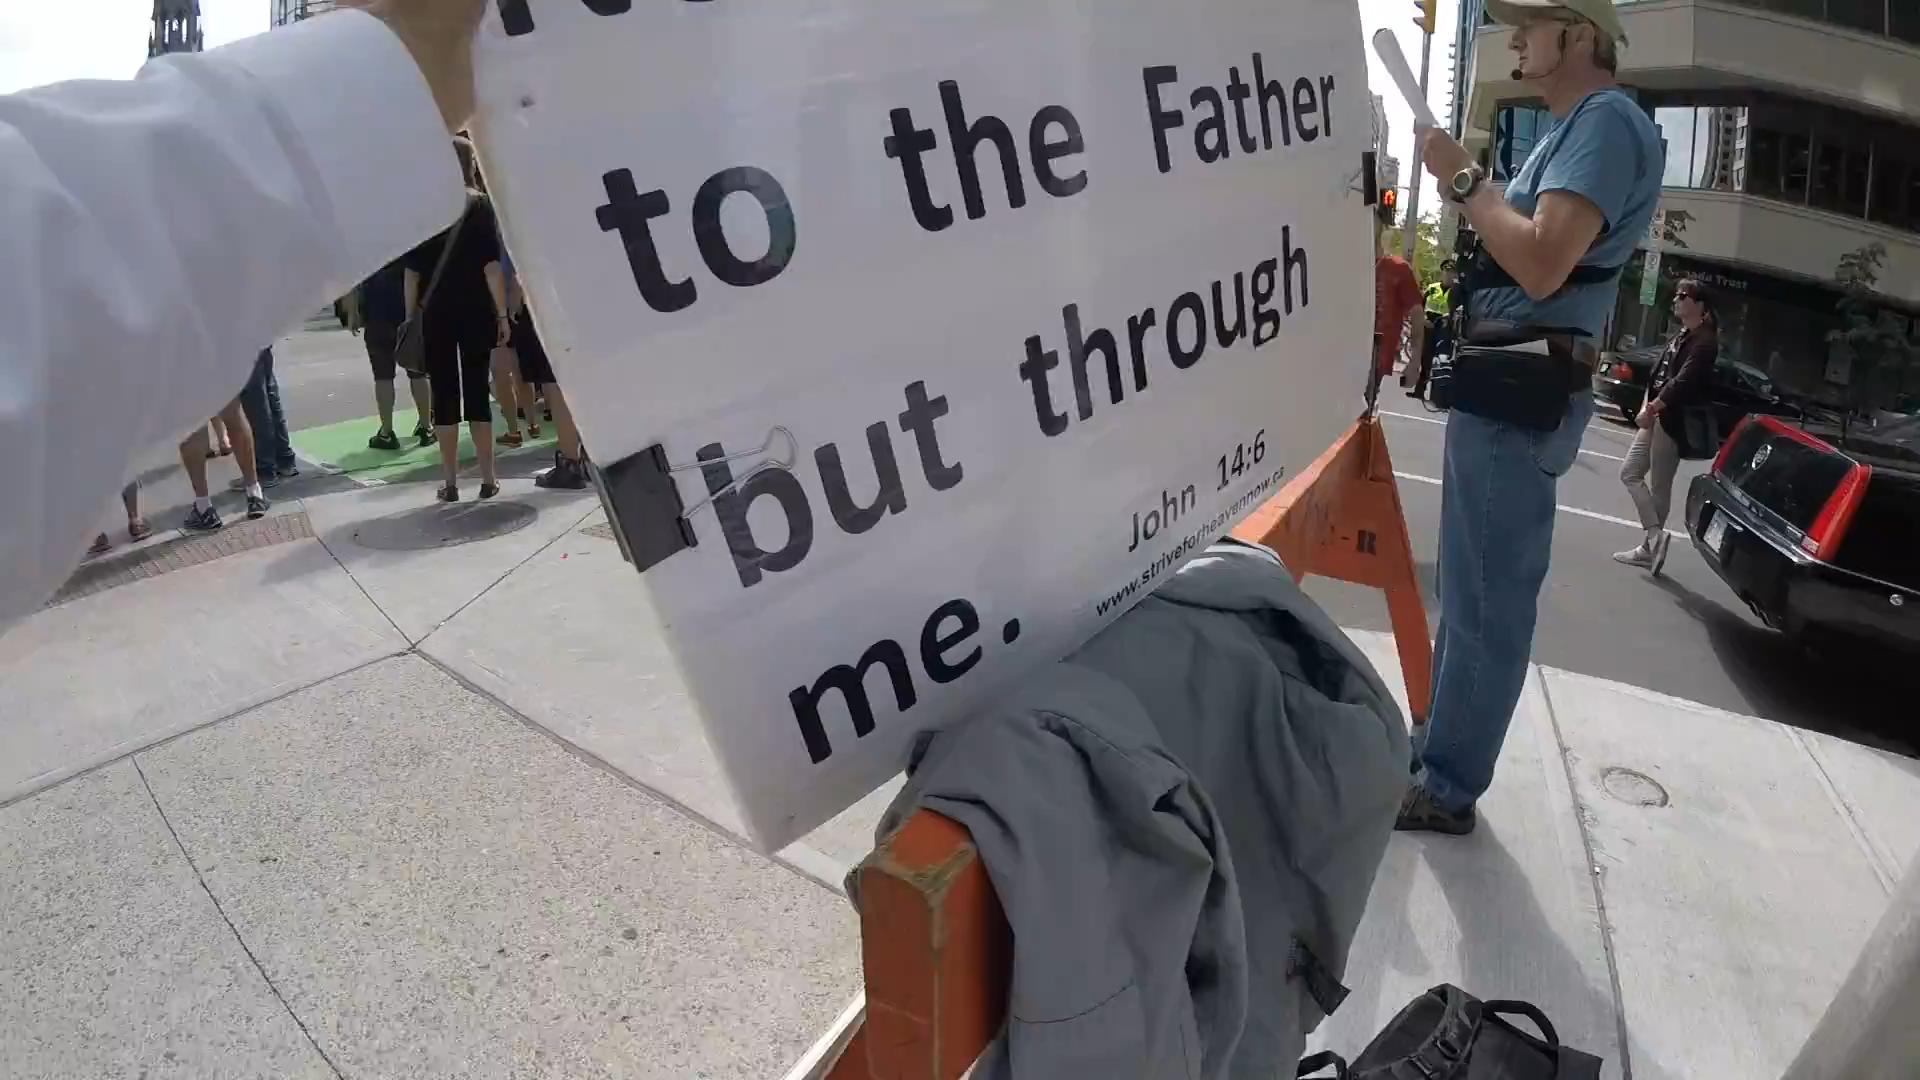 to the Father
but through
me.
John 14:6
www.striveforheavennow.ca